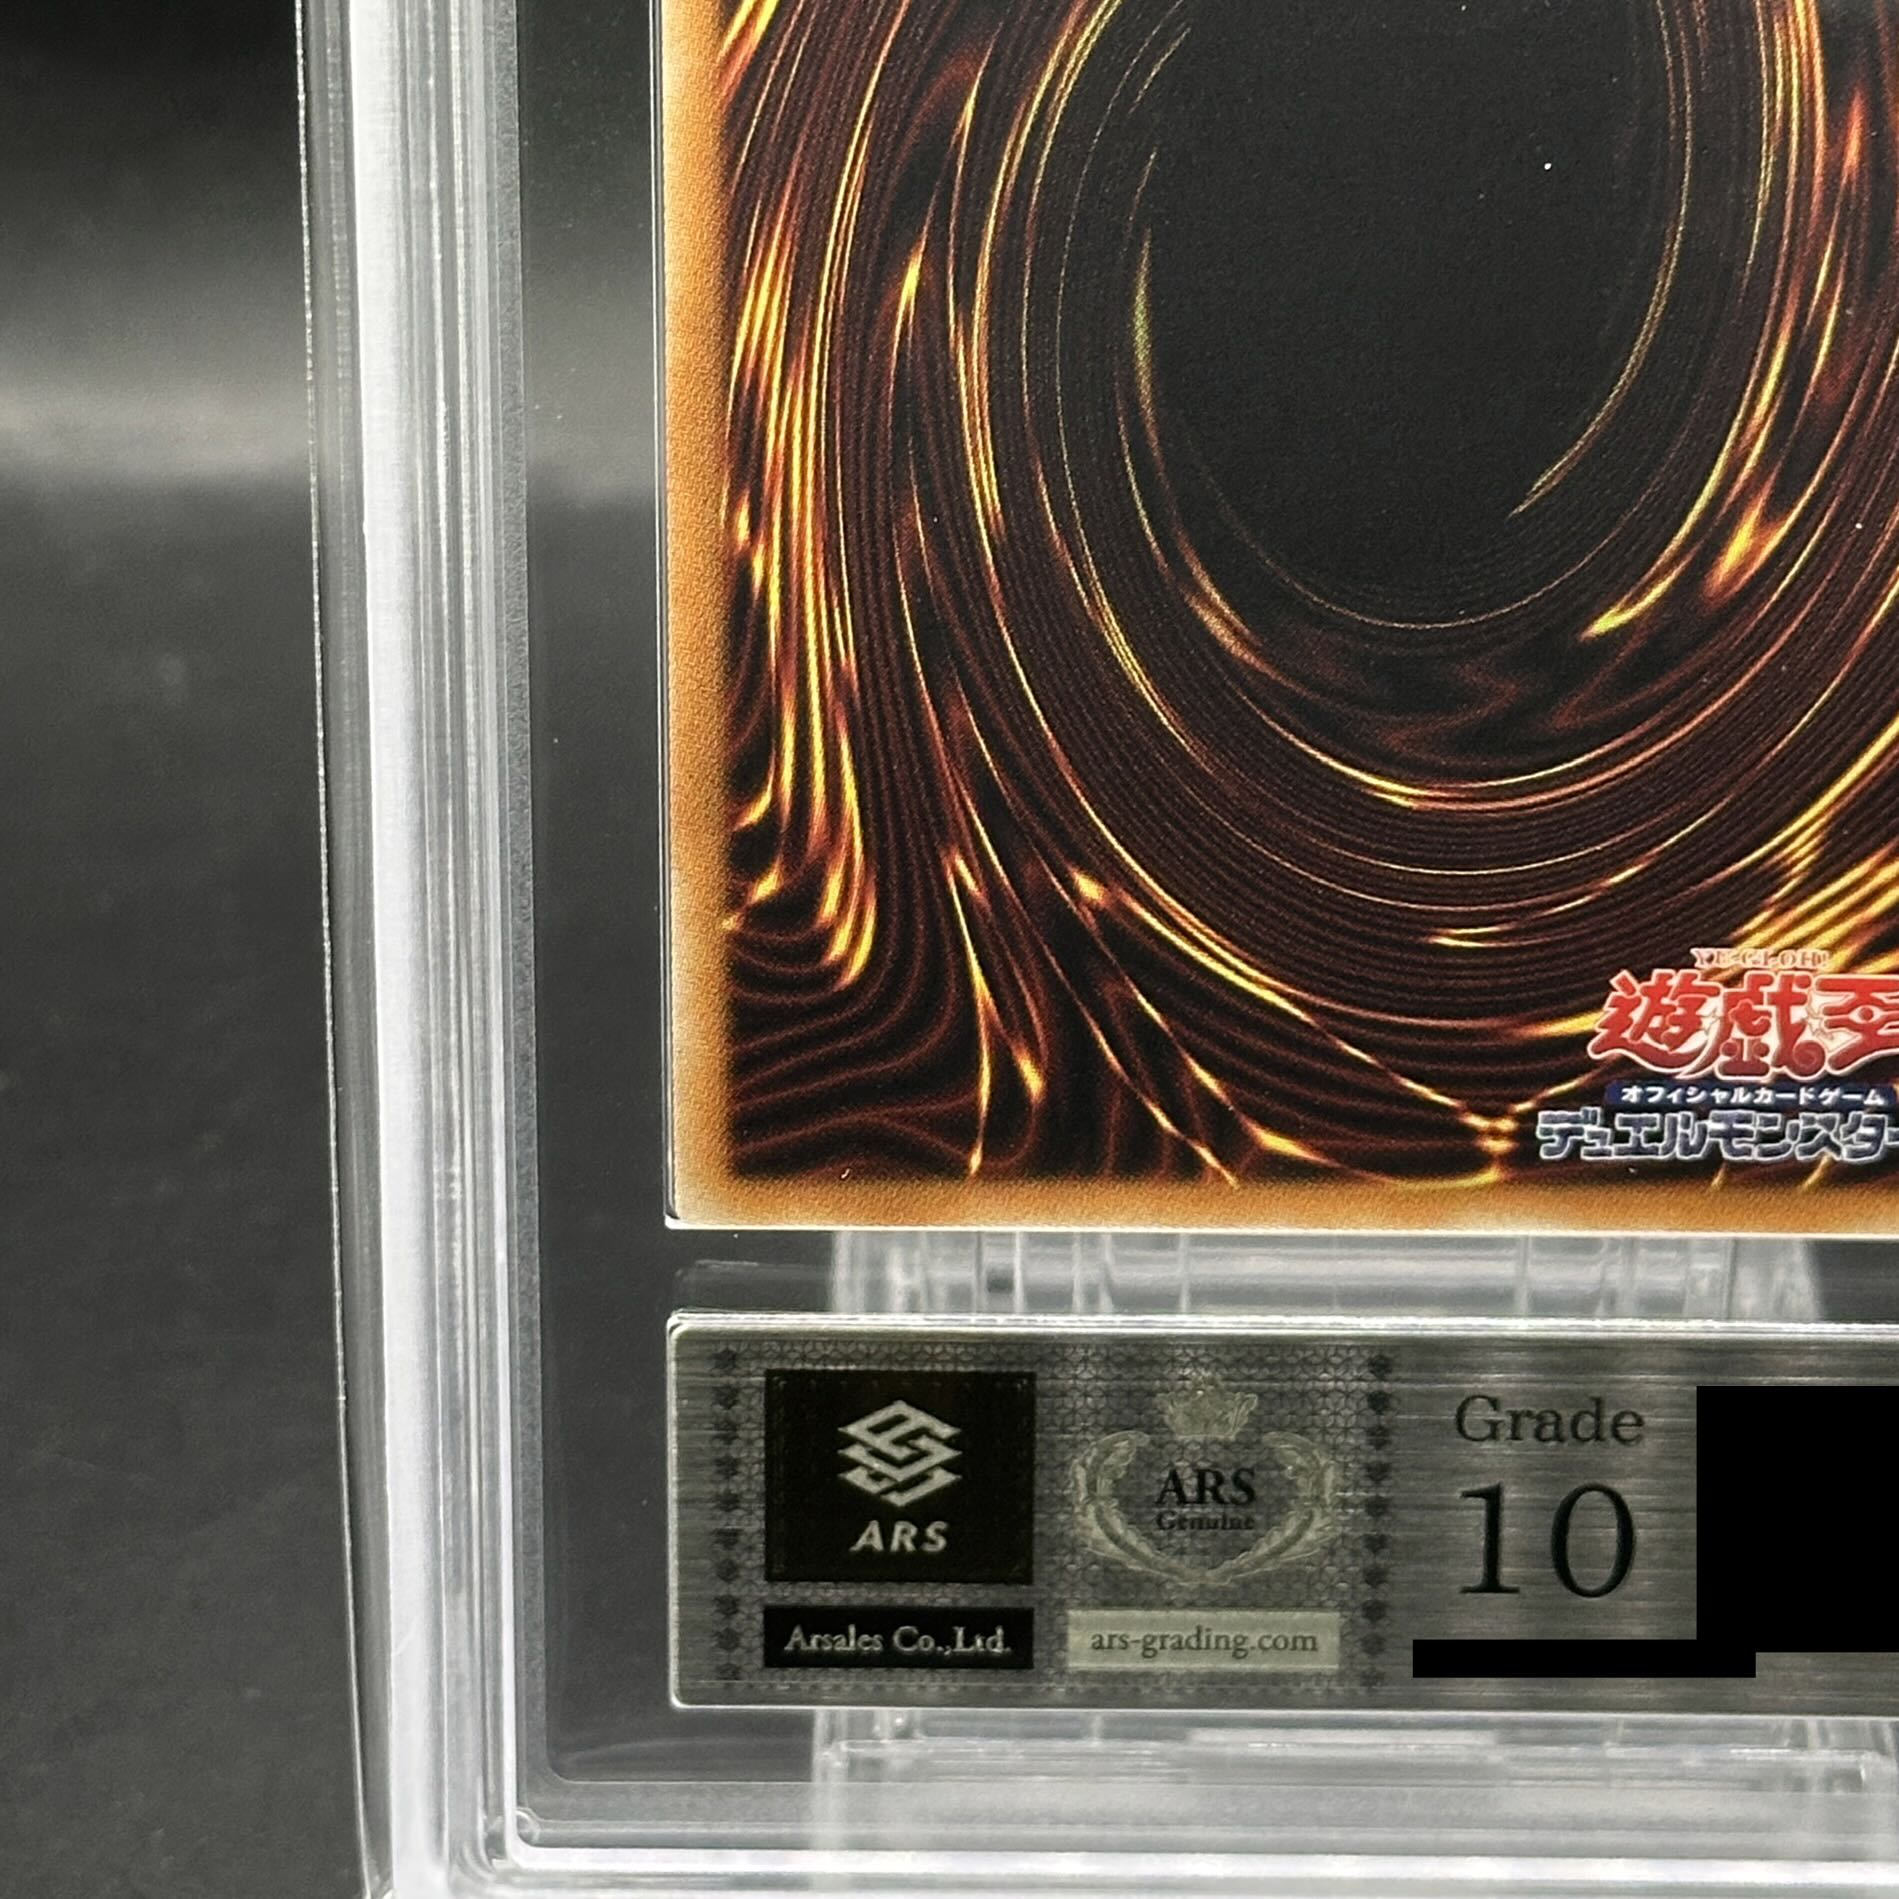 YU-GI-OH!
遊戯王
オフィシャルカードゲーム
デュエルモンスター
ARS
Arsales Co.,Ltd.
ARS
Genuine
ars-grading.com
Grade
10